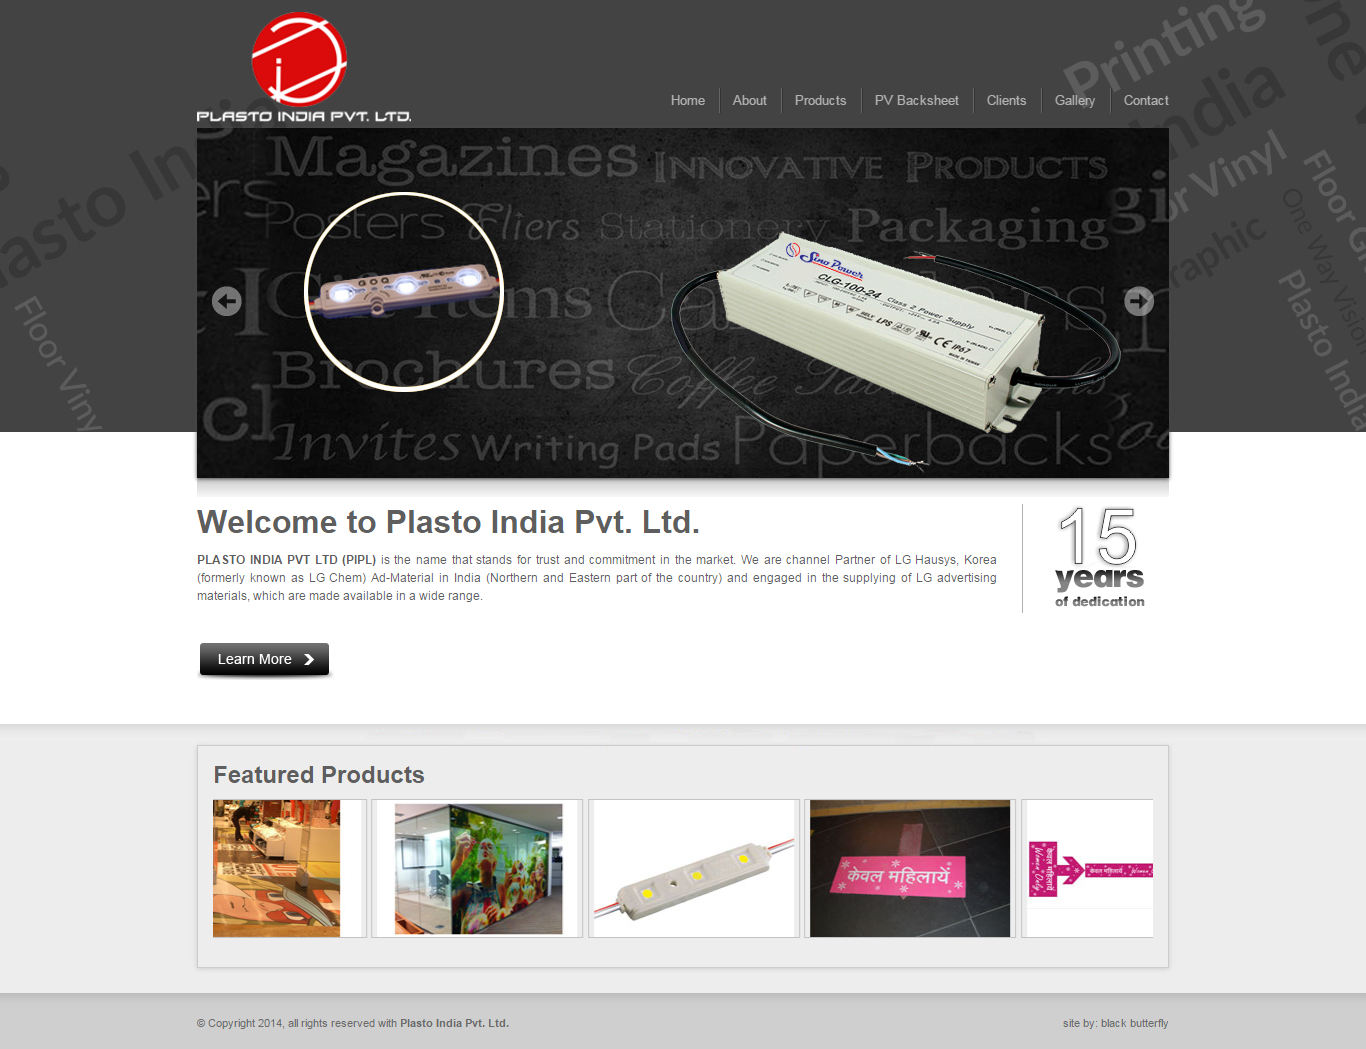 PLASTO INDIA PVT. LTD.
Home
About
Products
PV Backsheet
Clients
Gallery
Contact
Printing
India
Floor Vinyl
One Way Vision
Plasto India
Magazines
Innovative Products
Posters
Fliers
Stationery
Packaging
Items
Brochures
Coffee
Invites
Writing Pads
Paperbacks
Sino Power
CLG-100-24
Class 2 Power Supply
LPS
IP67
Welcome to Plasto India Pvt. Ltd.
PLASTO INDIA PVT LTD (PIPL) is the name that stands for trust and commitment in the market. We are channel Partner of LG Hausys, Korea
(formerly known as LG Chem) Ad-Material in India (Northern and Eastern part of the country) and engaged in the supplying of LG advertising
materials, which are made available in a wide range.
15
years
of dedication
Learn More
Featured Products
केवल महिलायें
Women Only
केवल महिलायें
केवल महिलायें
© Copyright 2014, all rights reserved with Plasto India Pvt. Ltd.
site by: black butterfly